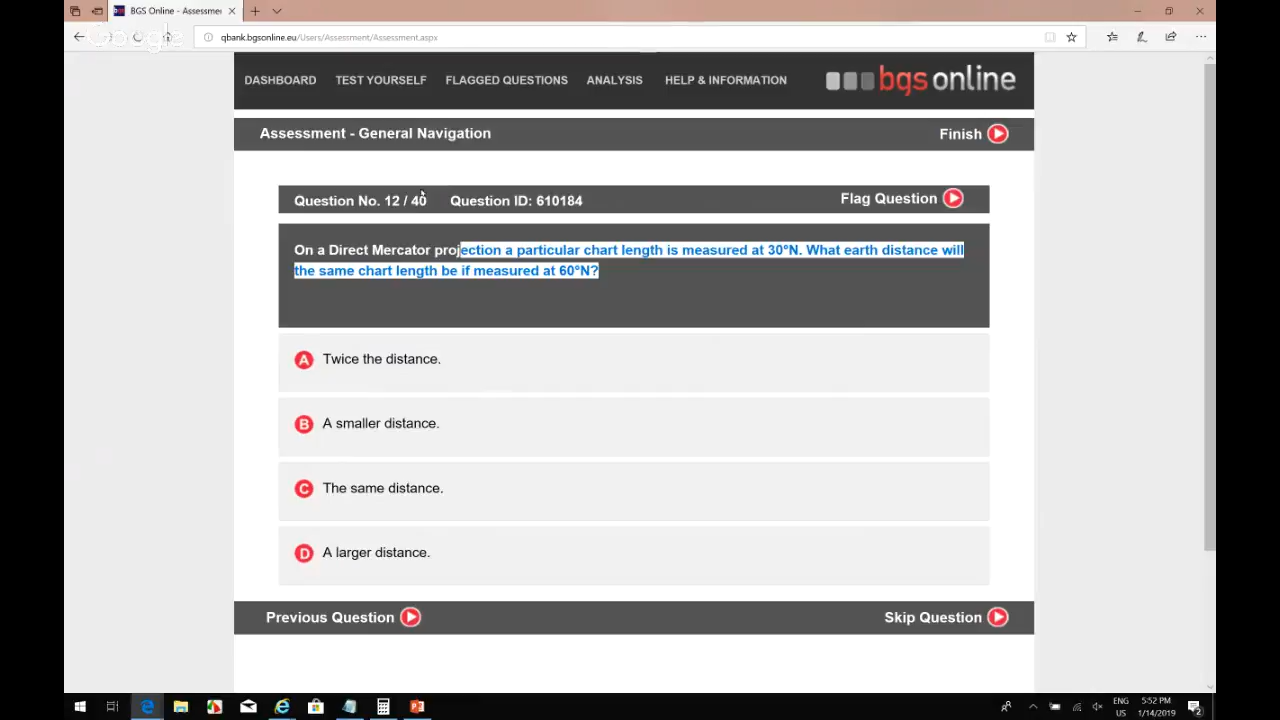 BGS Online - Assessme
Google
qbank.bgsonline.eu/Users/Assessment/Assessment.aspx
DASHBOARD TEST YOURSELF FLAGGED QUESTIONS ANALYSIS HELP & INFORMATION bgs online
Assessment - General Navigation Finish
Question No. 12 / 40 Question ID: 610184 Flag Question
On a Direct Mercator projection a particular chart length is measured at 30°N. What earth distance will
the same chart length be if measured at 60°N?
A Twice the distance.
B A smaller distance.
C The same distance.
D A larger distance.
Previous Question Skip Question
ENG 5:52 PM
US 1/14/2019 2